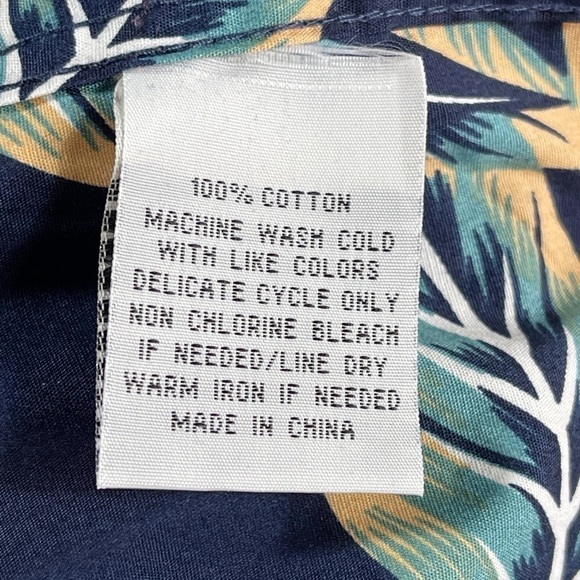 100% COTTON
MACHINE WASH COLD
WITH LIKE COLORS
DELICATE CYCLE ONLY
NON CHLORINE BLEACH
IF NEEDED/LINE DRY
WARM IRON IF NEEDED
MADE IN CHINA